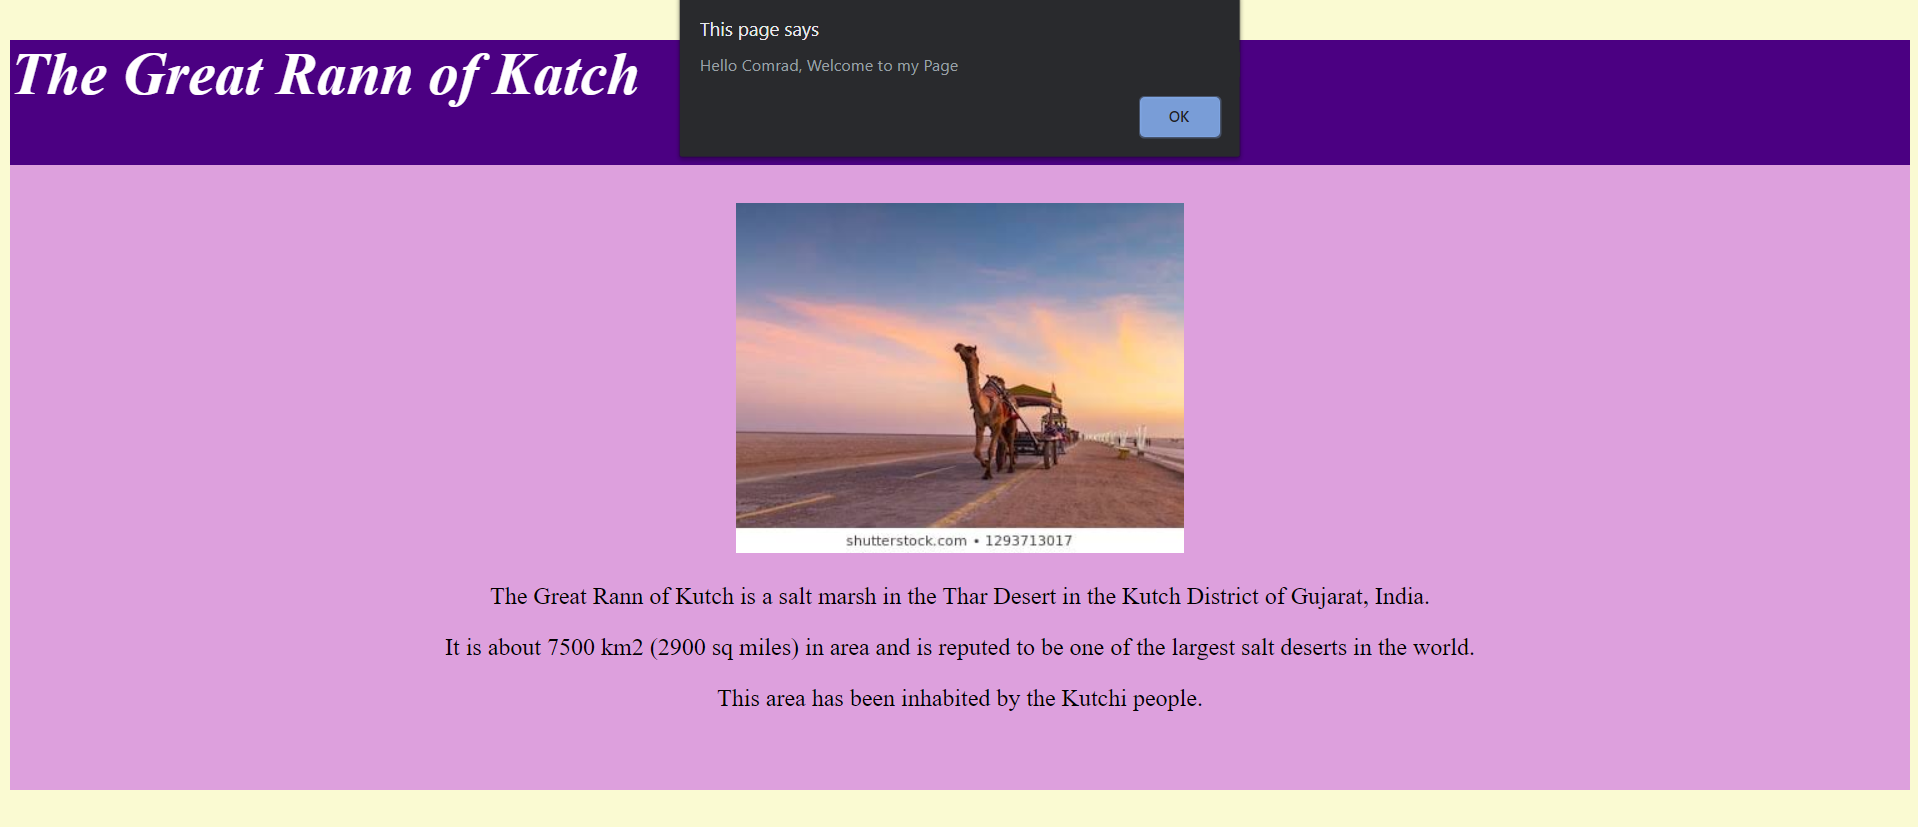 This page says
Hello Comrad, Welcome to my Page
OK
The Great Rann of Katch
shutterstock.com • 1293713017
The Great Rann of Kutch is a salt marsh in the Thar Desert in the Kutch District of Gujarat, India.
It is about 7500 km2 (2900 sq miles) in area and is reputed to be one of the largest salt deserts in the world.
This area has been inhabited by the Kutchi people.